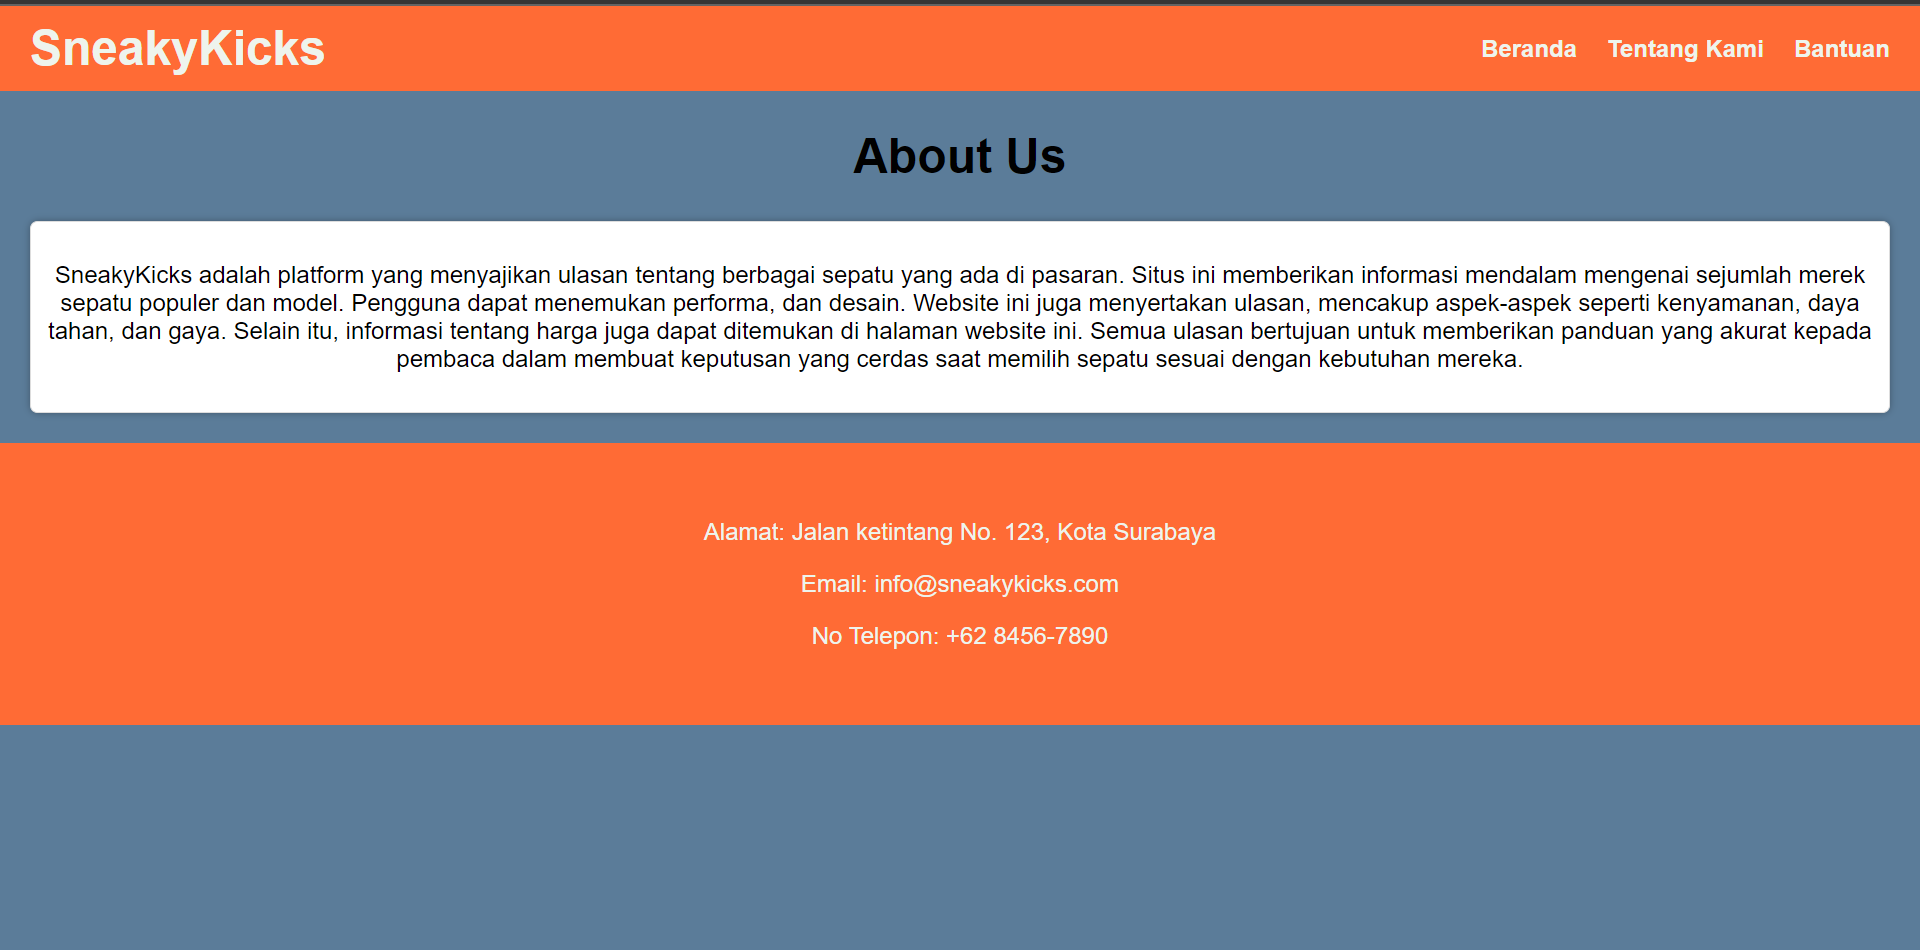 SneakyKicks
Beranda Tentang Kami Bantuan
About Us
SneakyKicks adalah platform yang menyajikan ulasan tentang berbagai sepatu yang ada di pasaran. Situs ini memberikan informasi mendalam mengenai sejumlah merek
sepatu populer dan model. Pengguna dapat menemukan performa, dan desain. Website ini juga menyertakan ulasan, mencakup aspek-aspek seperti kenyamanan, daya
tahan, dan gaya. Selain itu, informasi tentang harga juga dapat ditemukan di halaman website ini. Semua ulasan bertujuan untuk memberikan panduan yang akurat kepada
pembaca dalam membuat keputusan yang cerdas saat memilih sepatu sesuai dengan kebutuhan mereka.
Alamat: Jalan ketintang No. 123, Kota Surabaya
Email: info@sneakykicks.com
No Telepon: +62 8456-7890